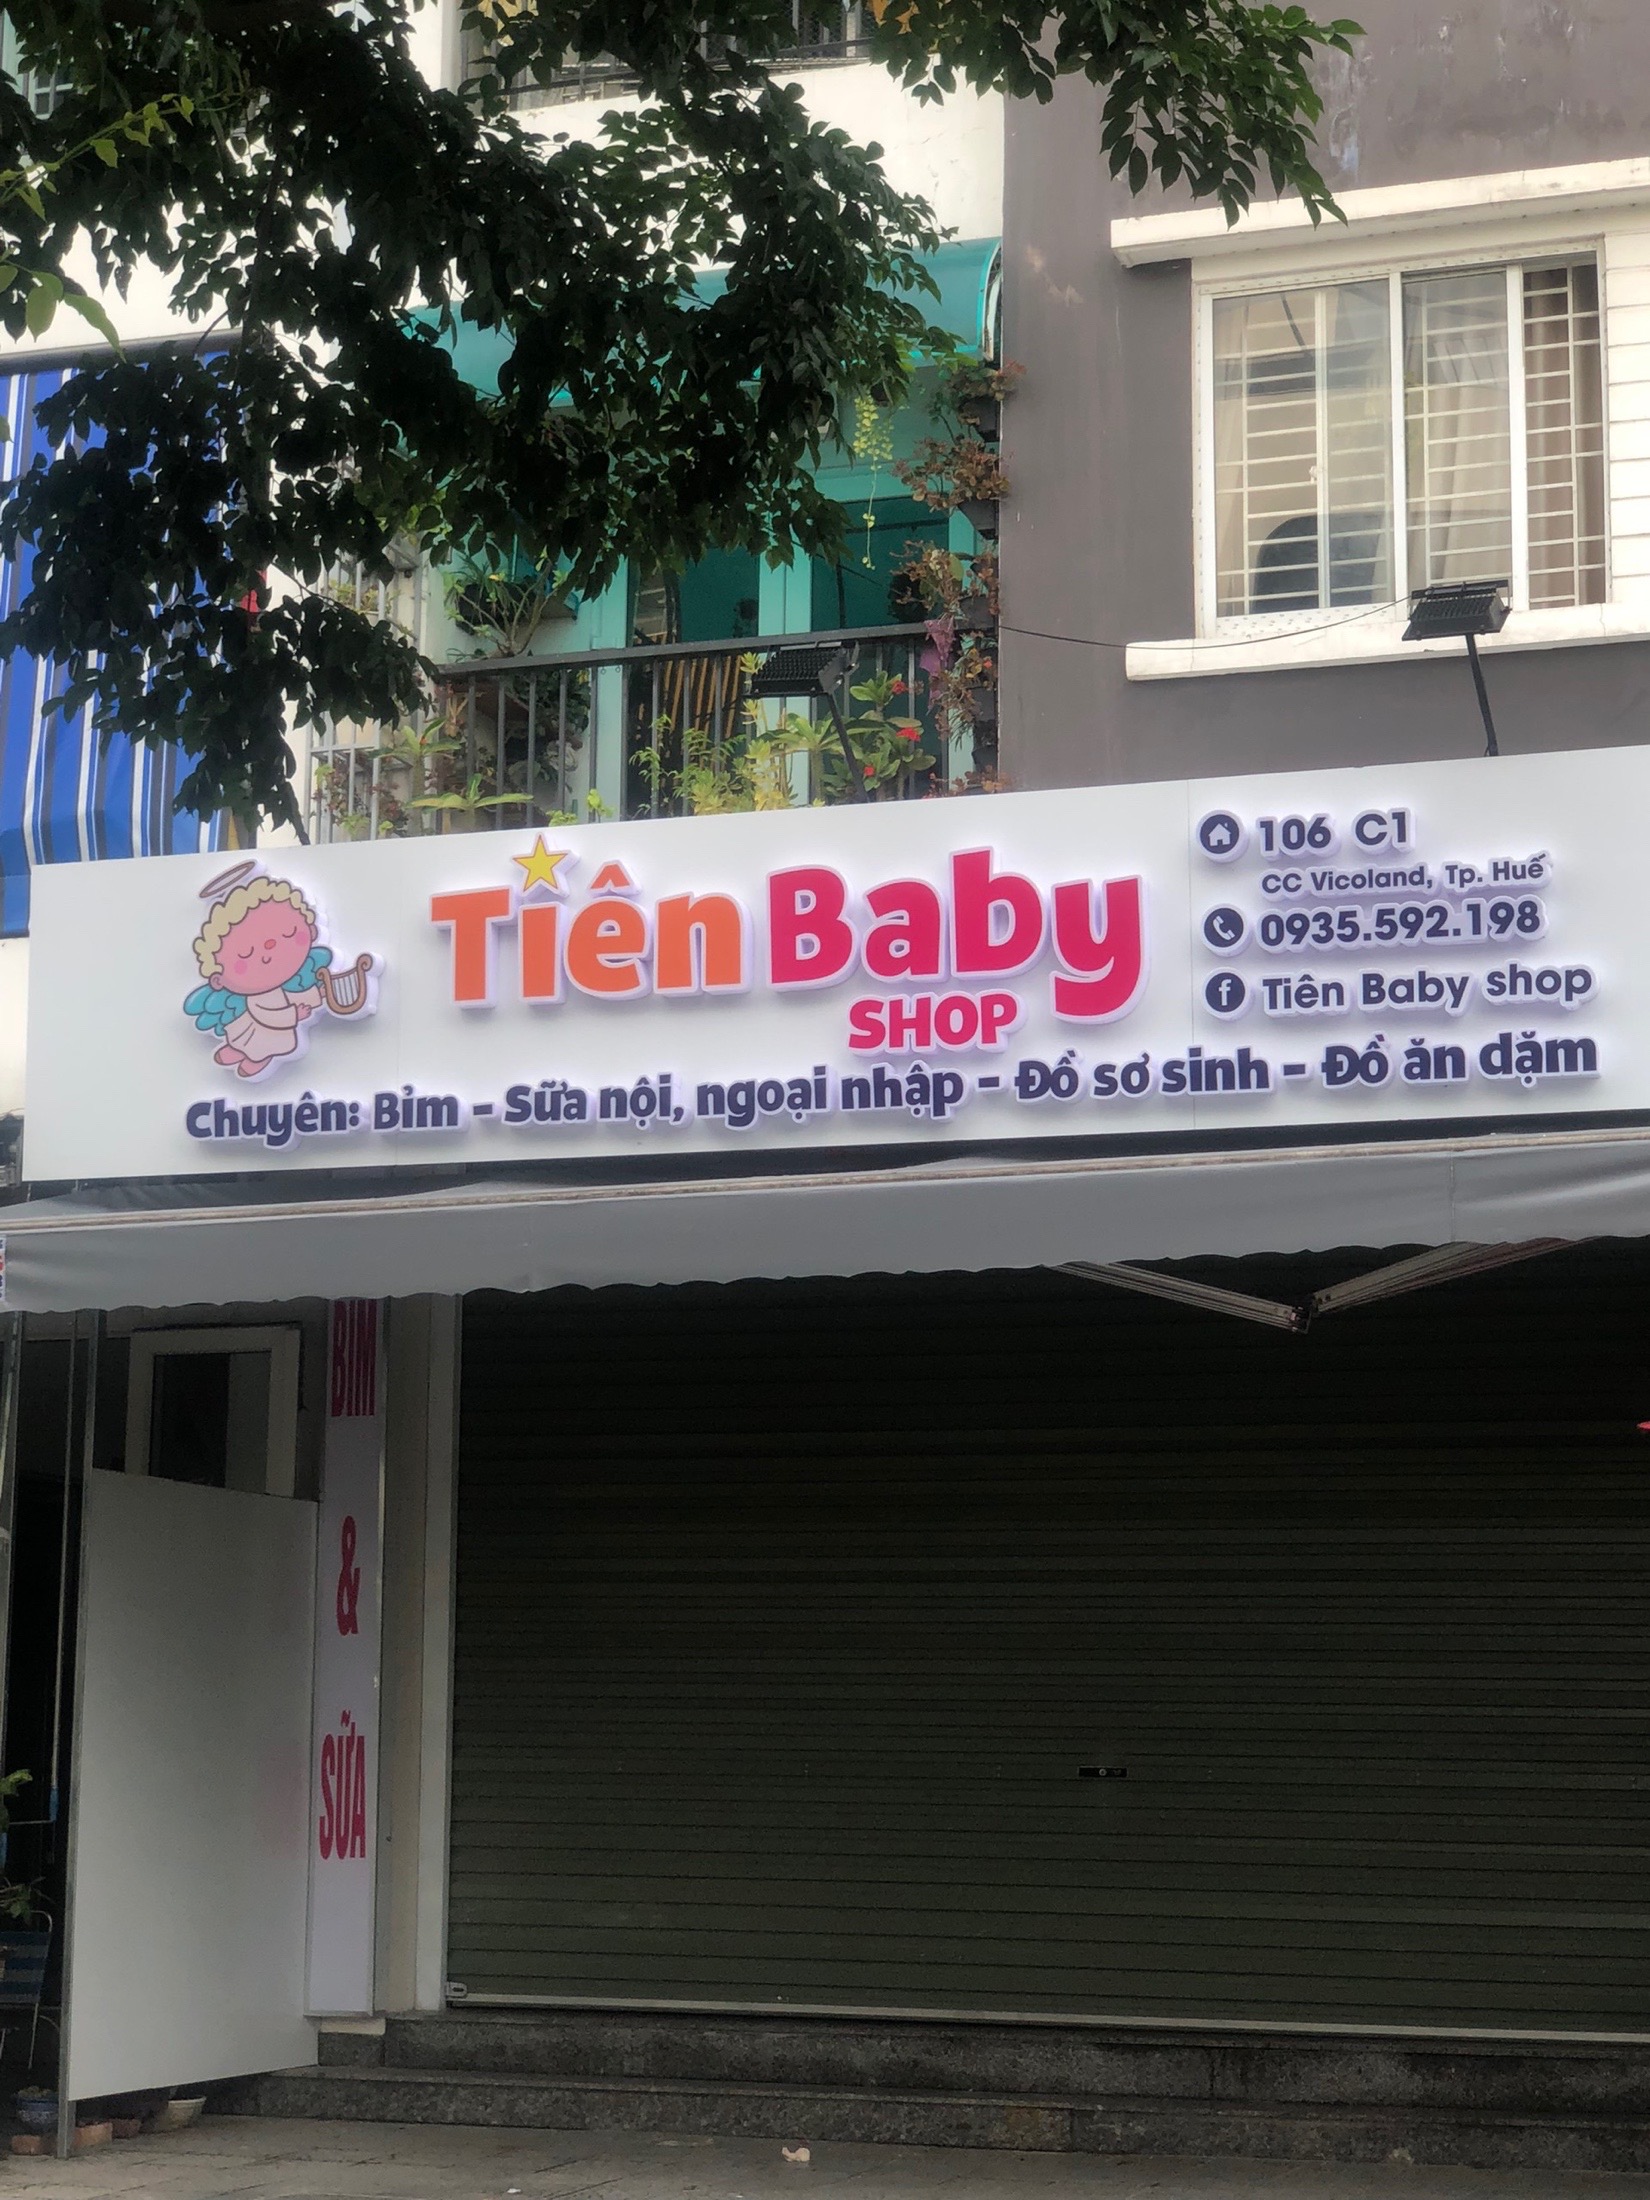 Tiên Baby
SHOP
106 C1
CC Vicoland, Tp. Huế
0935.592.198
Tiên Baby shop
Chuyên: Bỉm - Sữa nội, ngoại nhập - Đồ sơ sinh - Đồ ăn dặm
BỈM
&
SỮA